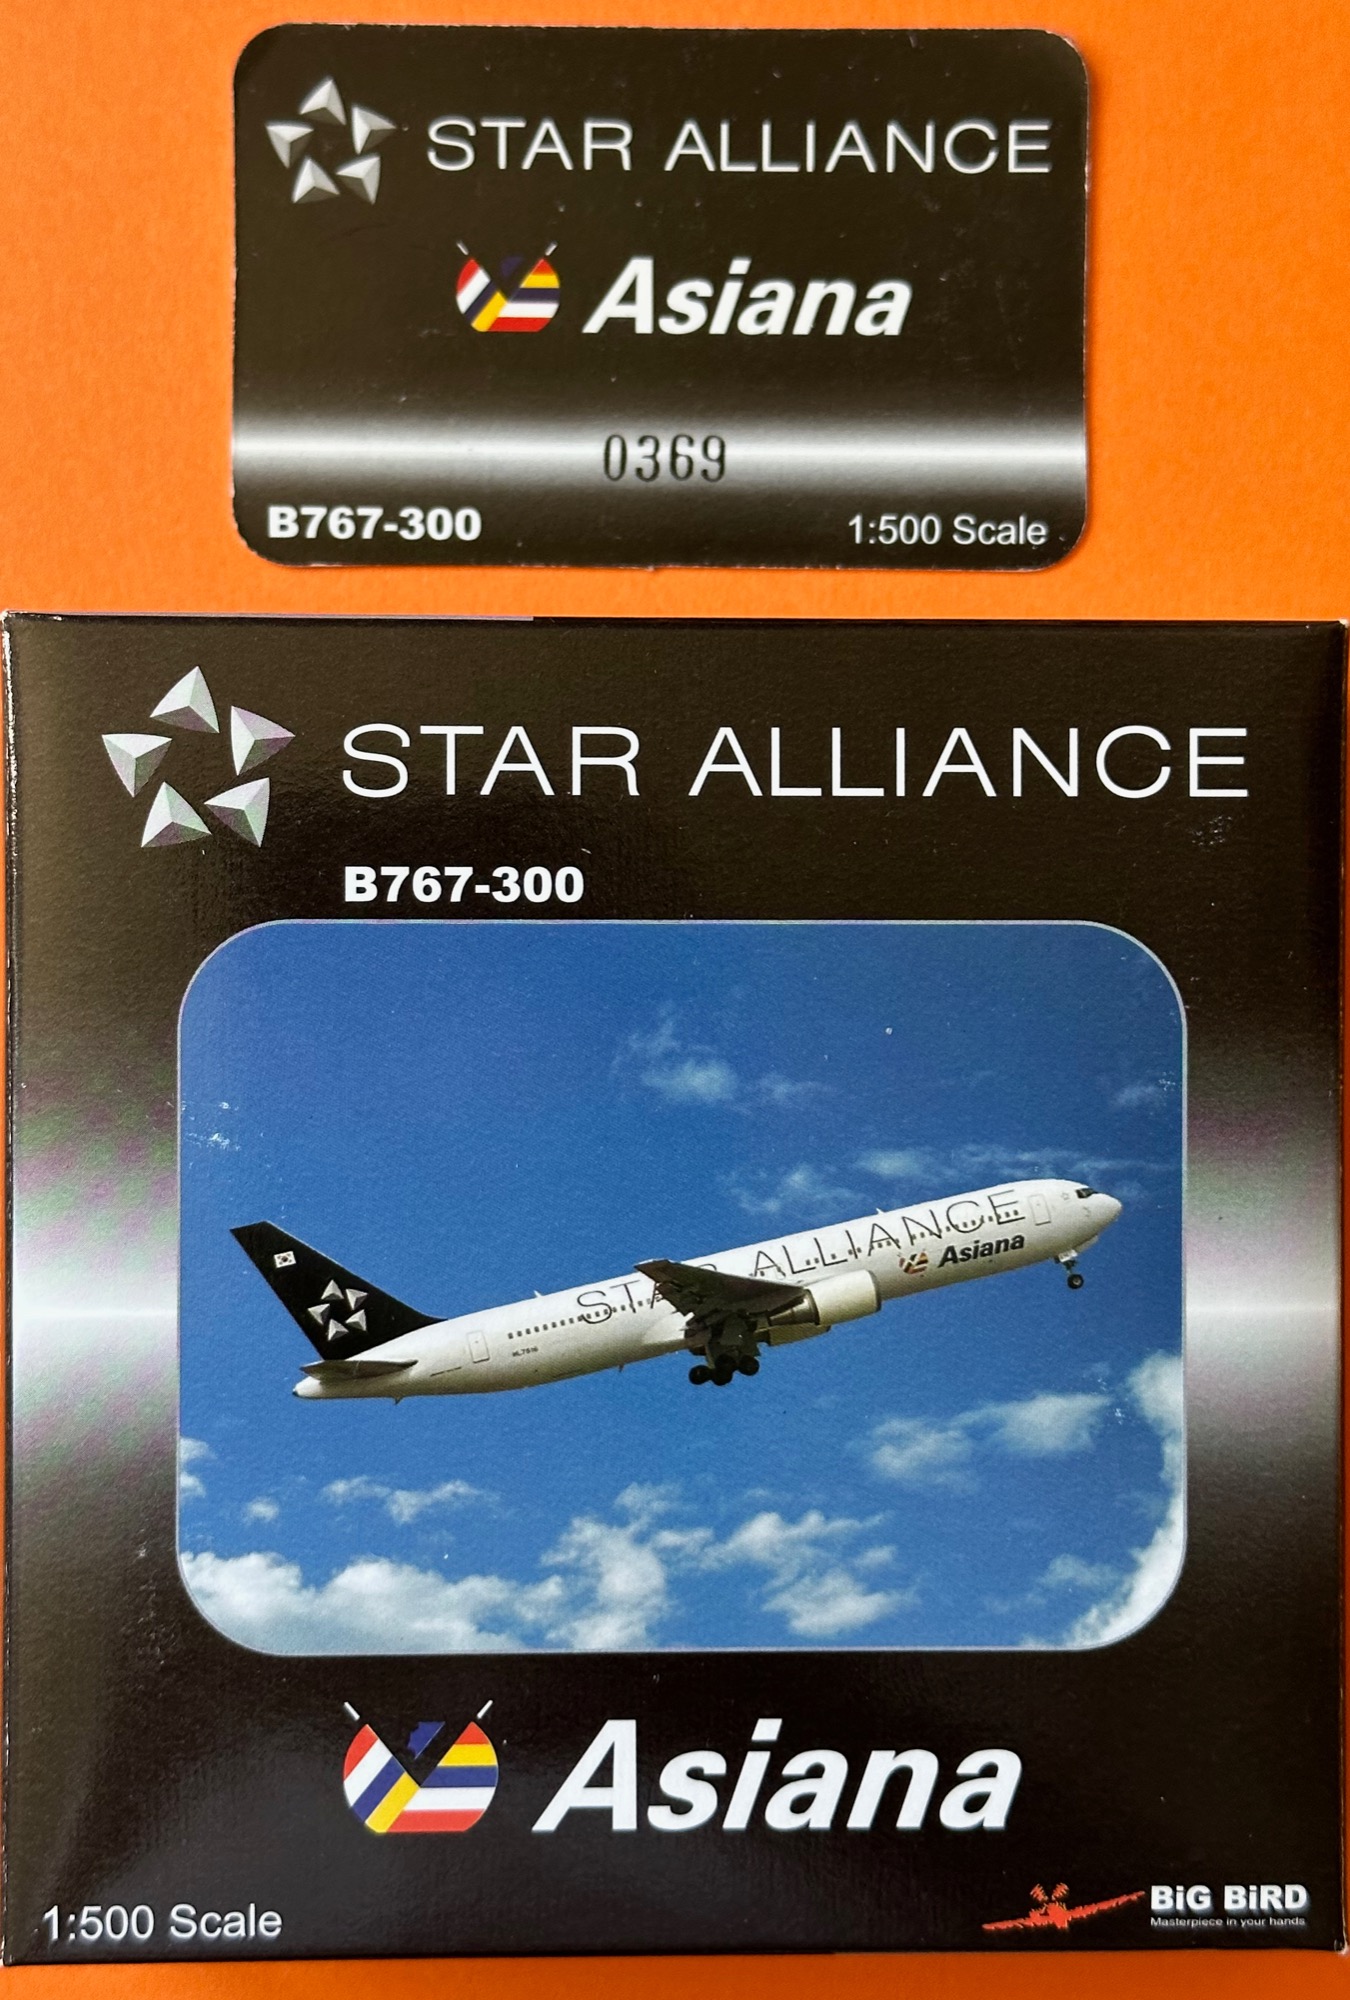 STAR ALLIANCE
Asiana
0369
B767-300
1:500 Scale
STAR ALLIANCE
B767-300
STAR ALLIANCE
Asiana
Asiana
1:500 Scale
BiG BiRD
Masterpiece in your hands